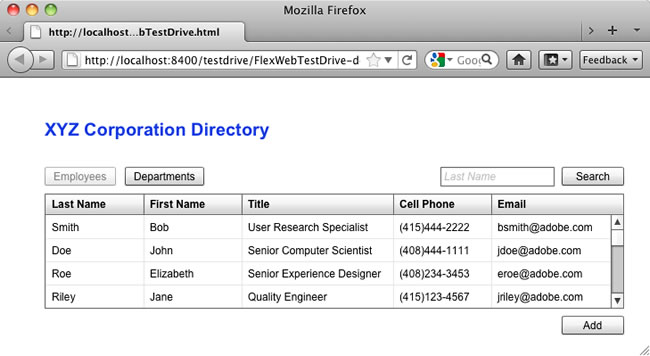 Mozilla Firefox
http://localhost...bTestDrive.html
http://localhost:8400/testdrive/FlexWebTestDrive-d
Goo
Feedback
XYZ Corporation Directory
Employees Departments Last Name Search
Last Name First Name Title Cell Phone Email
Smith Bob User Research Specialist (415)444-2222 bsmith@adobe.com
Doe John Senior Computer Scientist (408)444-1111 jdoe@adobe.com
Roe Elizabeth Senior Experience Designer (408)234-3453 eroe@adobe.com
Riley Jane Quality Engineer (415)123-4567 jriley@adobe.com
Add